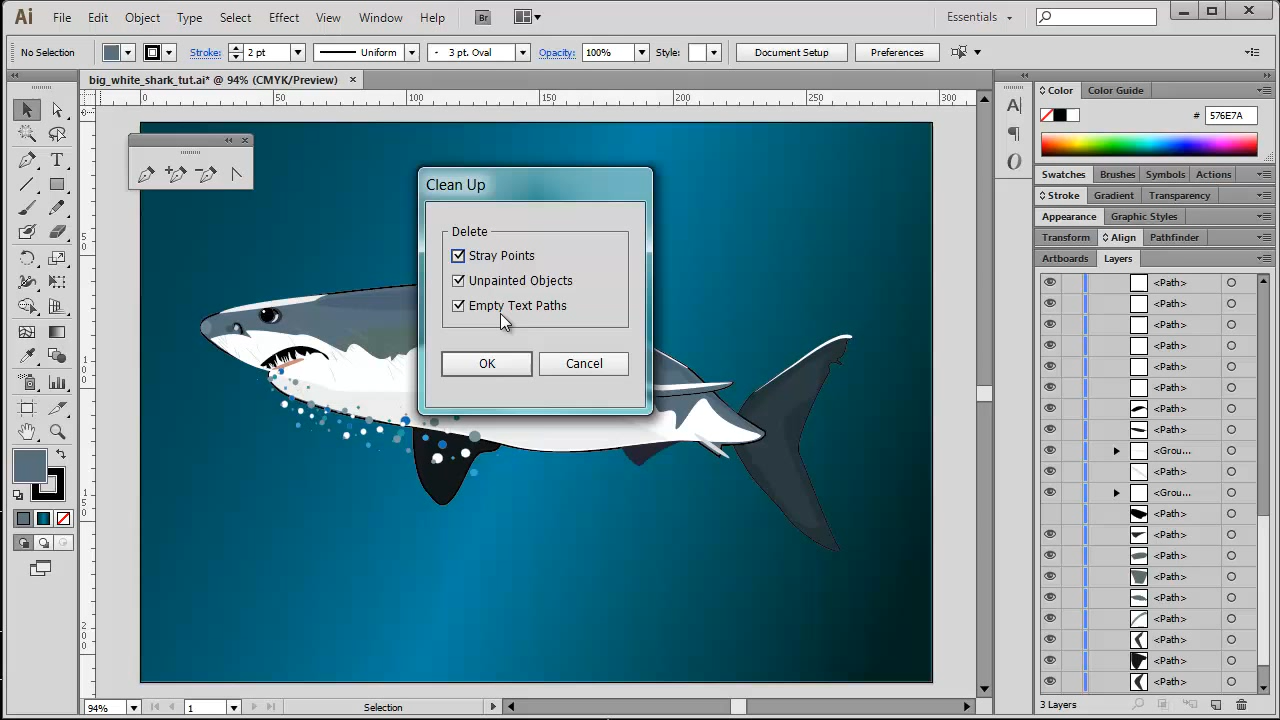 Ai File Edit Object Type Select Effect View Window Help Br Essentials
No Selection Stroke: 2 pt Uniform 3 pt. Oval Opacity: 100% Style: Document Setup Preferences
big_white_shark_tut.ai* @ 94% (CMYK/Preview)
0 50 100 150 200 250 300
Color Color Guide
# 576E7A
Swatches Brushes Symbols Actions
Stroke Gradient Transparency
Appearance Graphic Styles
Transform Align Pathfinder
Artboards Layers
Clean Up
Delete
Stray Points
Unpainted Objects
Empty Text Paths
OK Cancel
<Path>
<Path>
<Path>
<Path>
<Path>
<Path>
<Path>
<Path>
<Grou...
<Path>
<Grou...
<Path>
<Path>
<Path>
<Path>
<Path>
<Path>
<Path>
<Path>
<Path>
3 Layers
0
50
100
150
200
94% 1 Selection